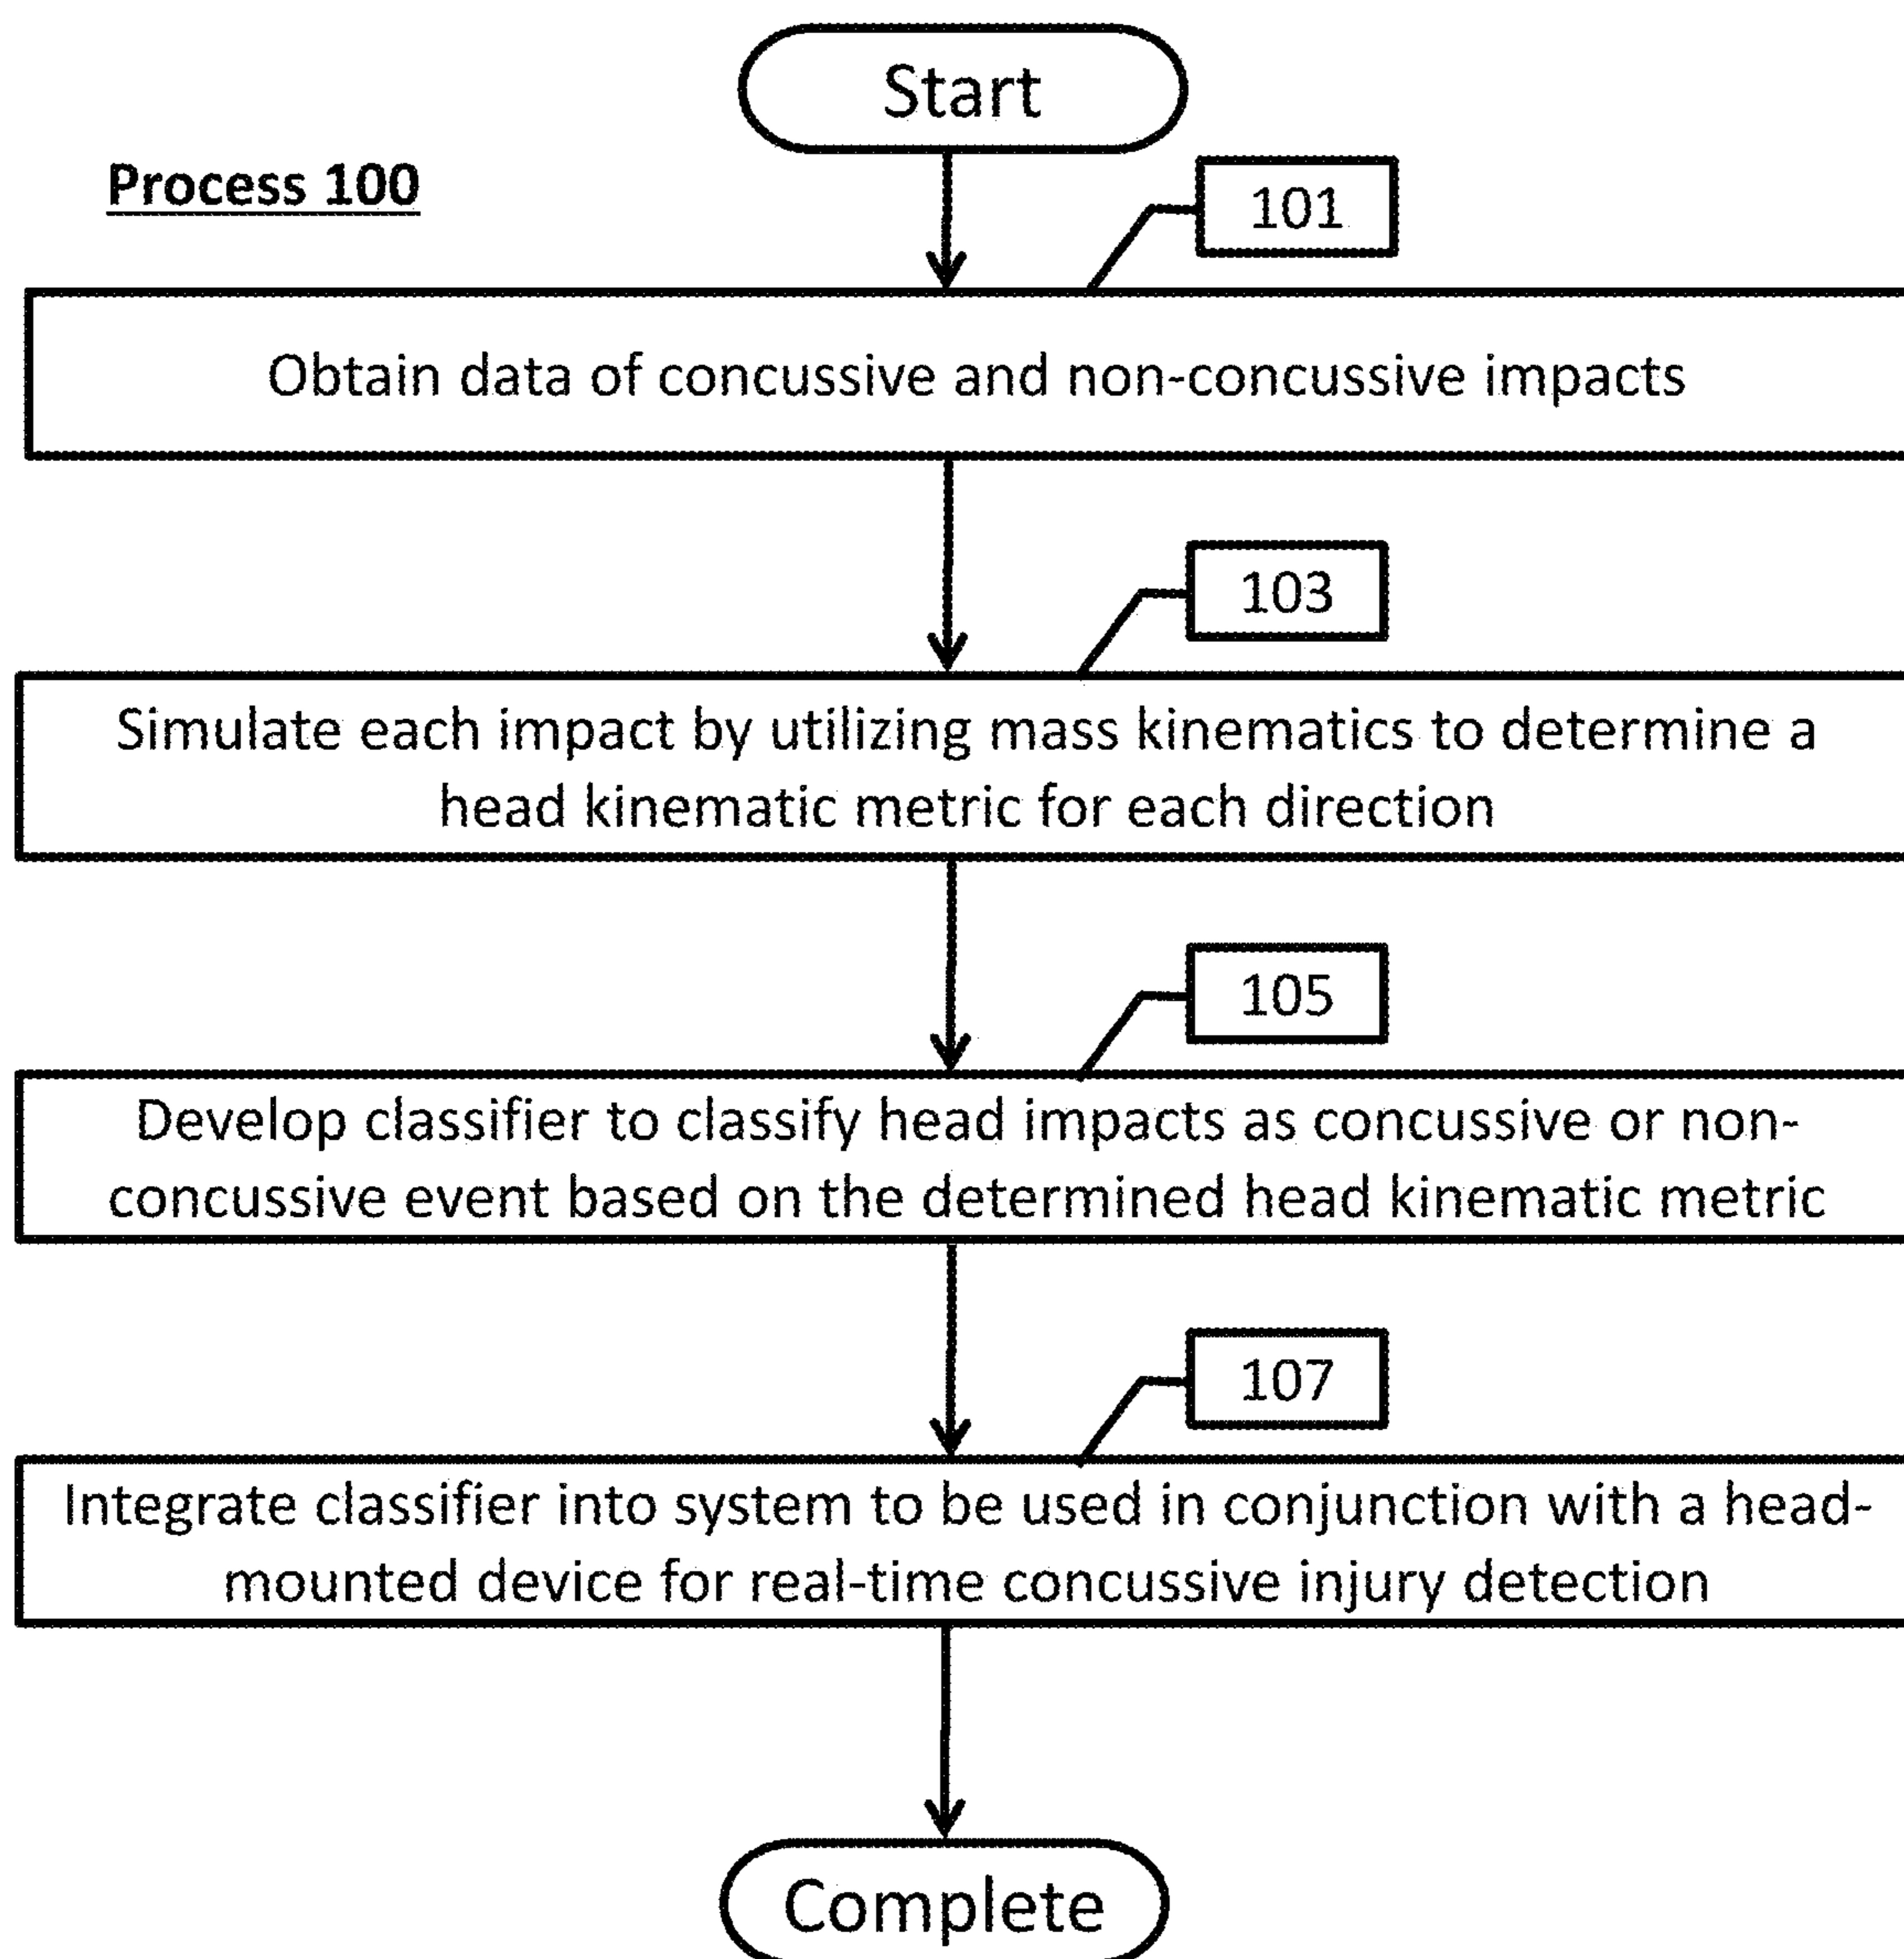 Start
Process 100
101
Obtain data of concussive and non-concussive impacts
103
Simulate each impact by utilizing mass kinematics to determine a
head kinematic metric for each direction
105
Develop classifier to classify head impacts as concussive or non-
concussive event based on the determined head kinematic metric
107
Integrate classifier into system to be used in conjunction with a head-
mounted device for real-time concussive injury detection
Complete